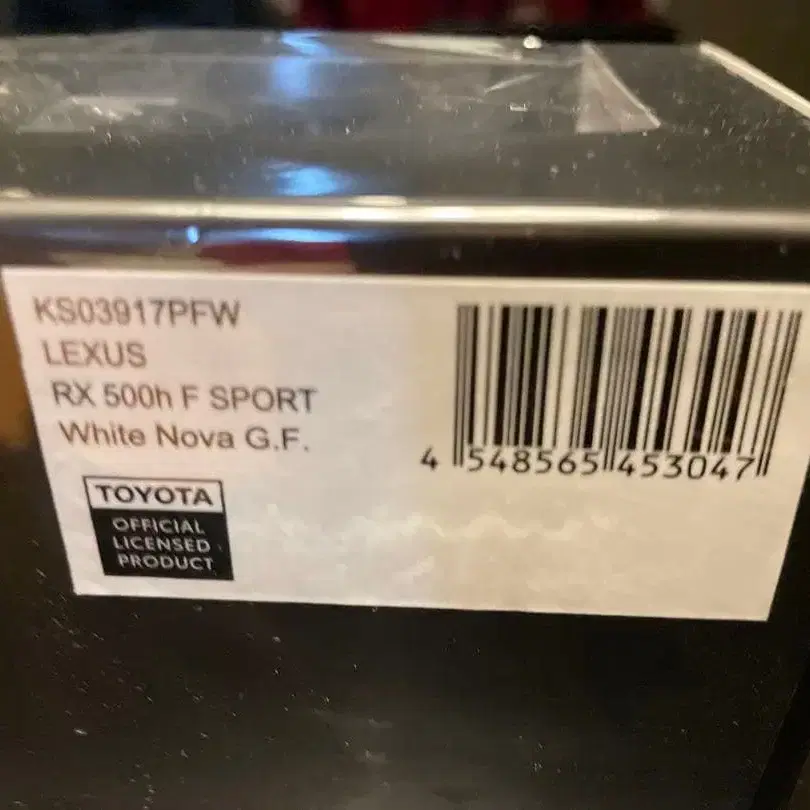 KS03917PFW
LEXUS
RX 500h F SPORT
White Nova G.F.
TOYOTA
OFFICIAL
LICENSED
PRODUCT
4 548565 453047